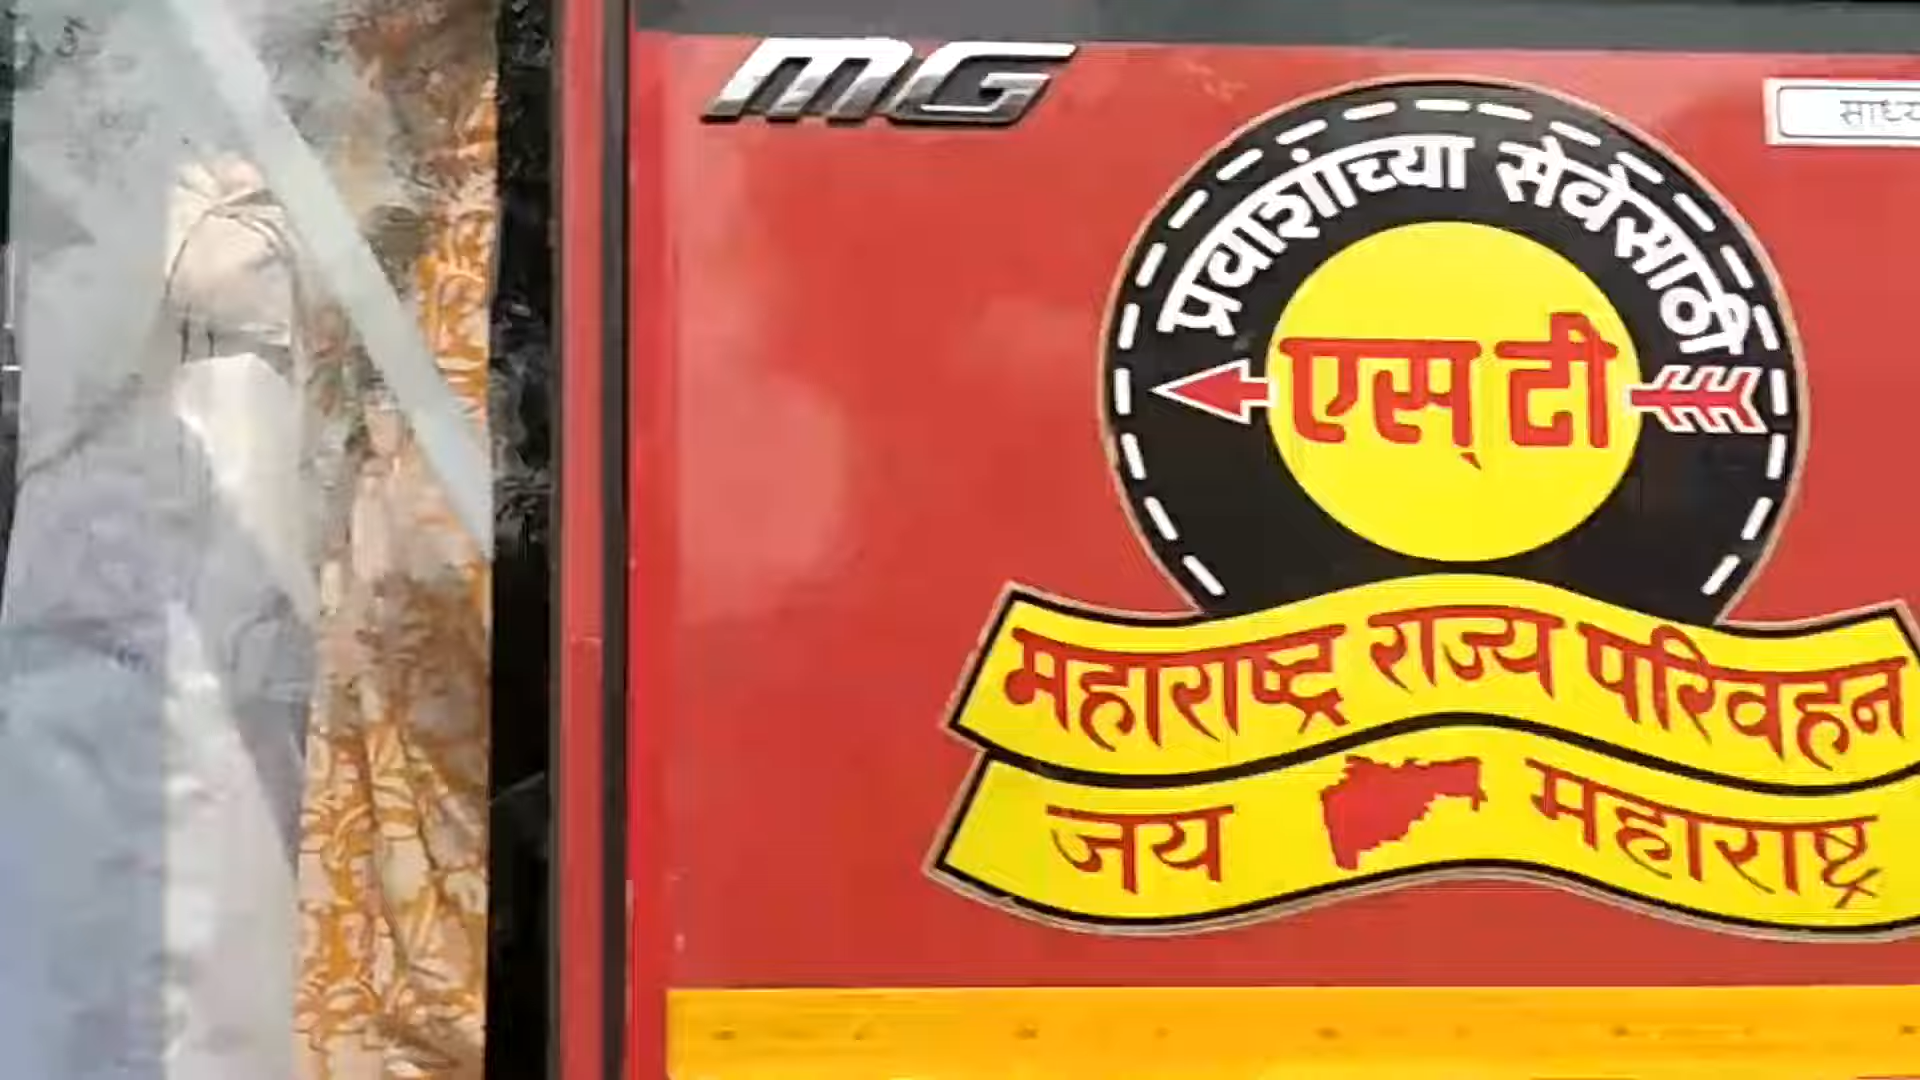 MG
प्रवाशांच्या सेवेसाठी
एस् टी
महाराष्ट्र राज्य परिवहन
जय महाराष्ट्र